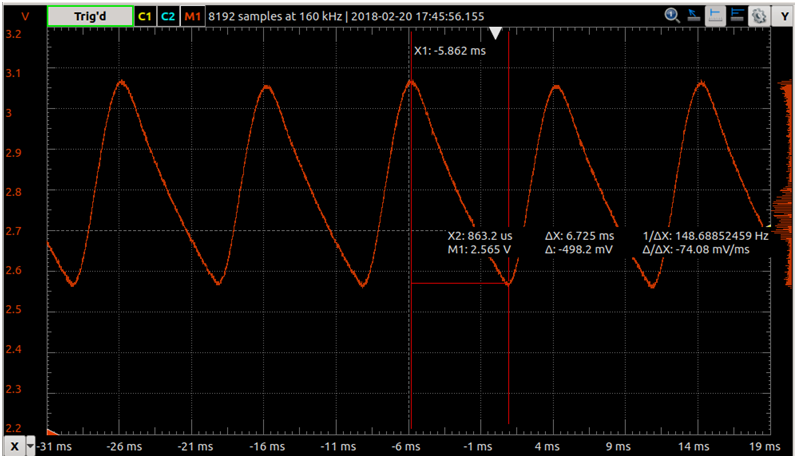 V Trig'd C1 C2 M1 8192 samples at 160 kHz | 2018-02-20 17:45:56.155 Y
3.2
X1: -5.862 ms
3.1
3
2.9
2.8
X2: 863.2 us ΔX: 6.725 ms 1/ΔX: 148.68852459 Hz
2.7
M1: 2.565 V Δ: -498.2 mV Δ/ΔX: -74.08 mV/ms
2.6
2.5
2.4
2.3
2.2
X -31 ms -26 ms -21 ms -16 ms -11 ms -6 ms -1 ms 4 ms 9 ms 14 ms 19 ms